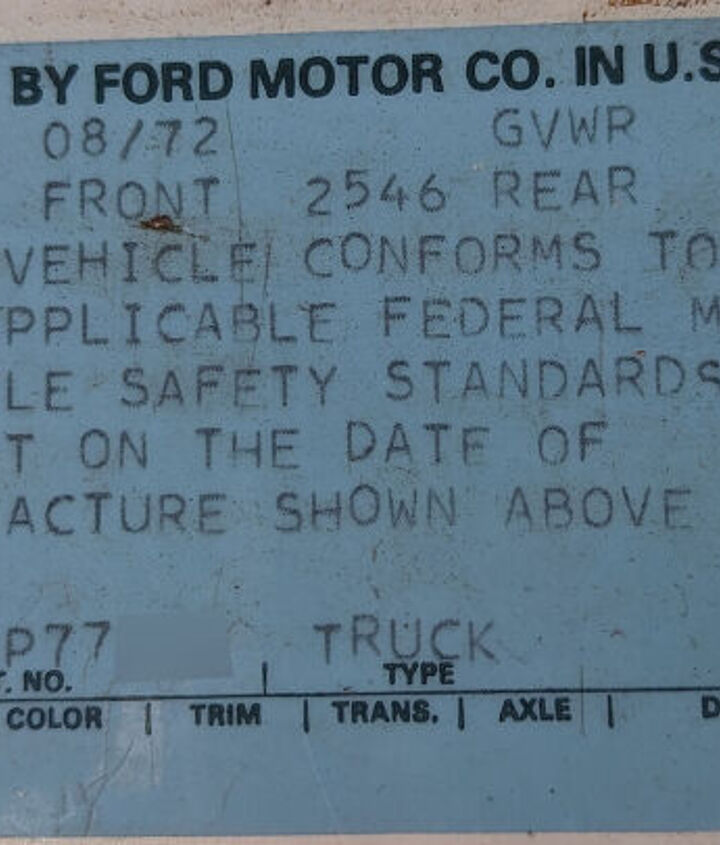 BY FORD MOTOR CO. IN U.S
08/72 GVWR
FRONT 2546 REAR
VEHICLE CONFORMS TO
PPLICABLE FEDERAL M
LE SAFETY STANDARDS
T ON THE DATE OF
ACTURE SHOWN ABOVE
P77 TRUCK
T. NO. | TYPE
COLOR | TRIM | TRANS. | AXLE | D